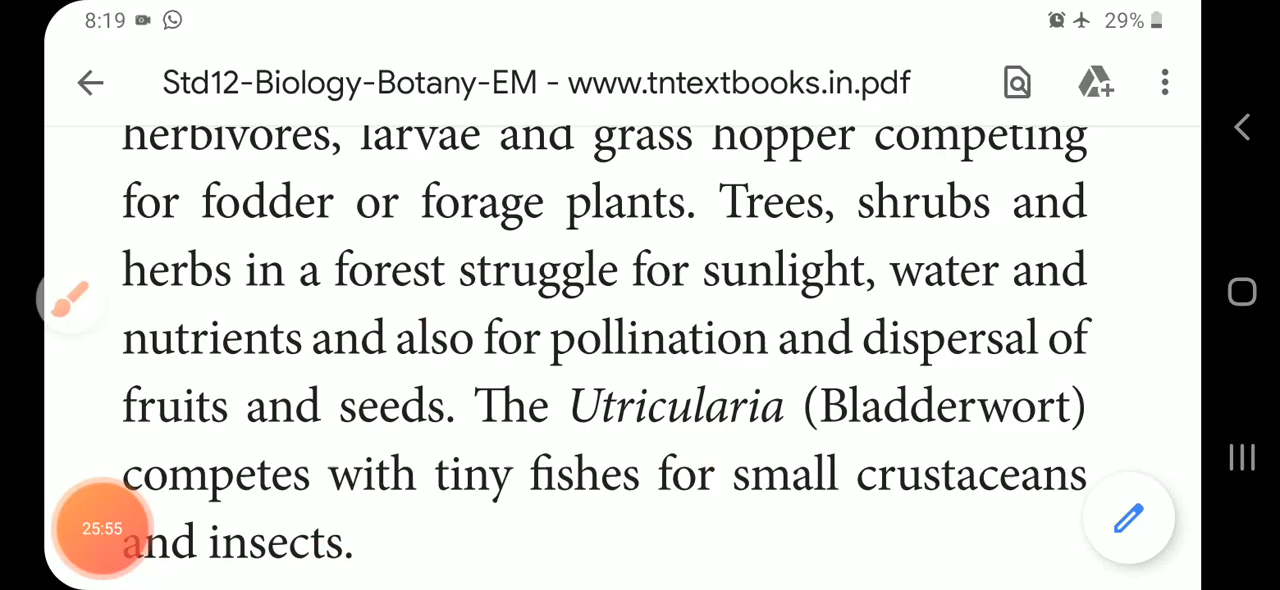 8:19 29%
Std12-Biology-Botany-EM - www.tntextbooks.in.pdf
herbivores, larvae and grass hopper competing
for fodder or forage plants. Trees, shrubs and
herbs in a forest struggle for sunlight, water and
nutrients and also for pollination and dispersal of
fruits and seeds. The Utricularia (Bladderwort)
competes with tiny fishes for small crustaceans
25:55
and insects.